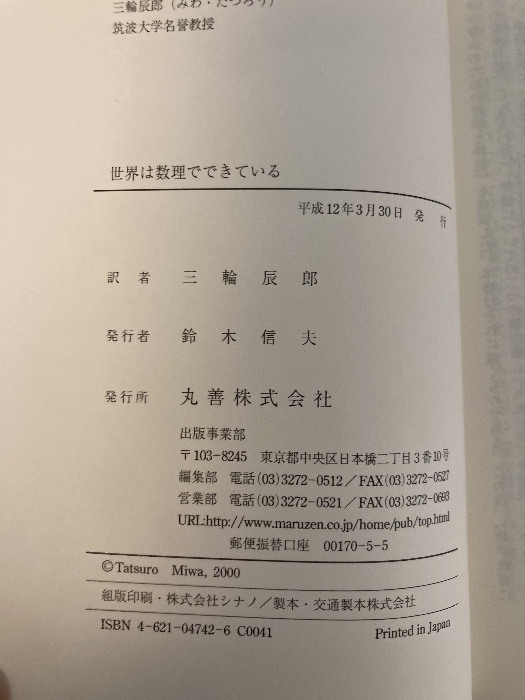 三輪辰郎（みわ・たつろう）
筑波大学名誉教授
世界は数理でできている
平成12年3月30日 発 行
訳 者 三 輪 辰 郎
発行者 鈴 木 信 夫
発行所 丸善株式会社
出版事業部
〒103-8245 東京都中央区日本橋二丁目3番10号
編集部 電話(03)3272-0512／FAX(03)3272-0527
営業部 電話(03)3272-0521／FAX(03)3272-0693
URL:http://www.maruzen.co.jp/home/pub/top.html
郵便振替口座 00170-5-5
©Tatsuro Miwa, 2000
組版印刷・株式会社シナノ／製本・交通製本株式会社
ISBN 4-621-04742-6 C0041
Printed in Japan